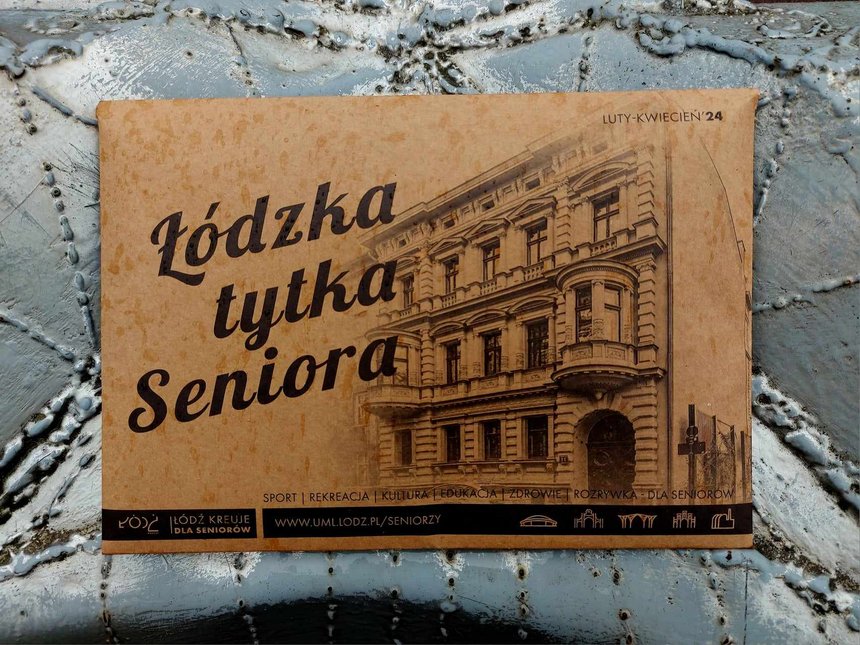 LUTY-KWIECIEŃ'24
Łódzka
tytka
Seniora
SPORT | REKREACJA | KULTURA | EDUKACJA | ZDROWIE | ROZRYWKA - DLA SENIORÓW
ŁÓDŹ
ŁÓDŹ KREUJE
DLA SENIORÓW
WWW.UML.LODZ.PL/SENIORZY